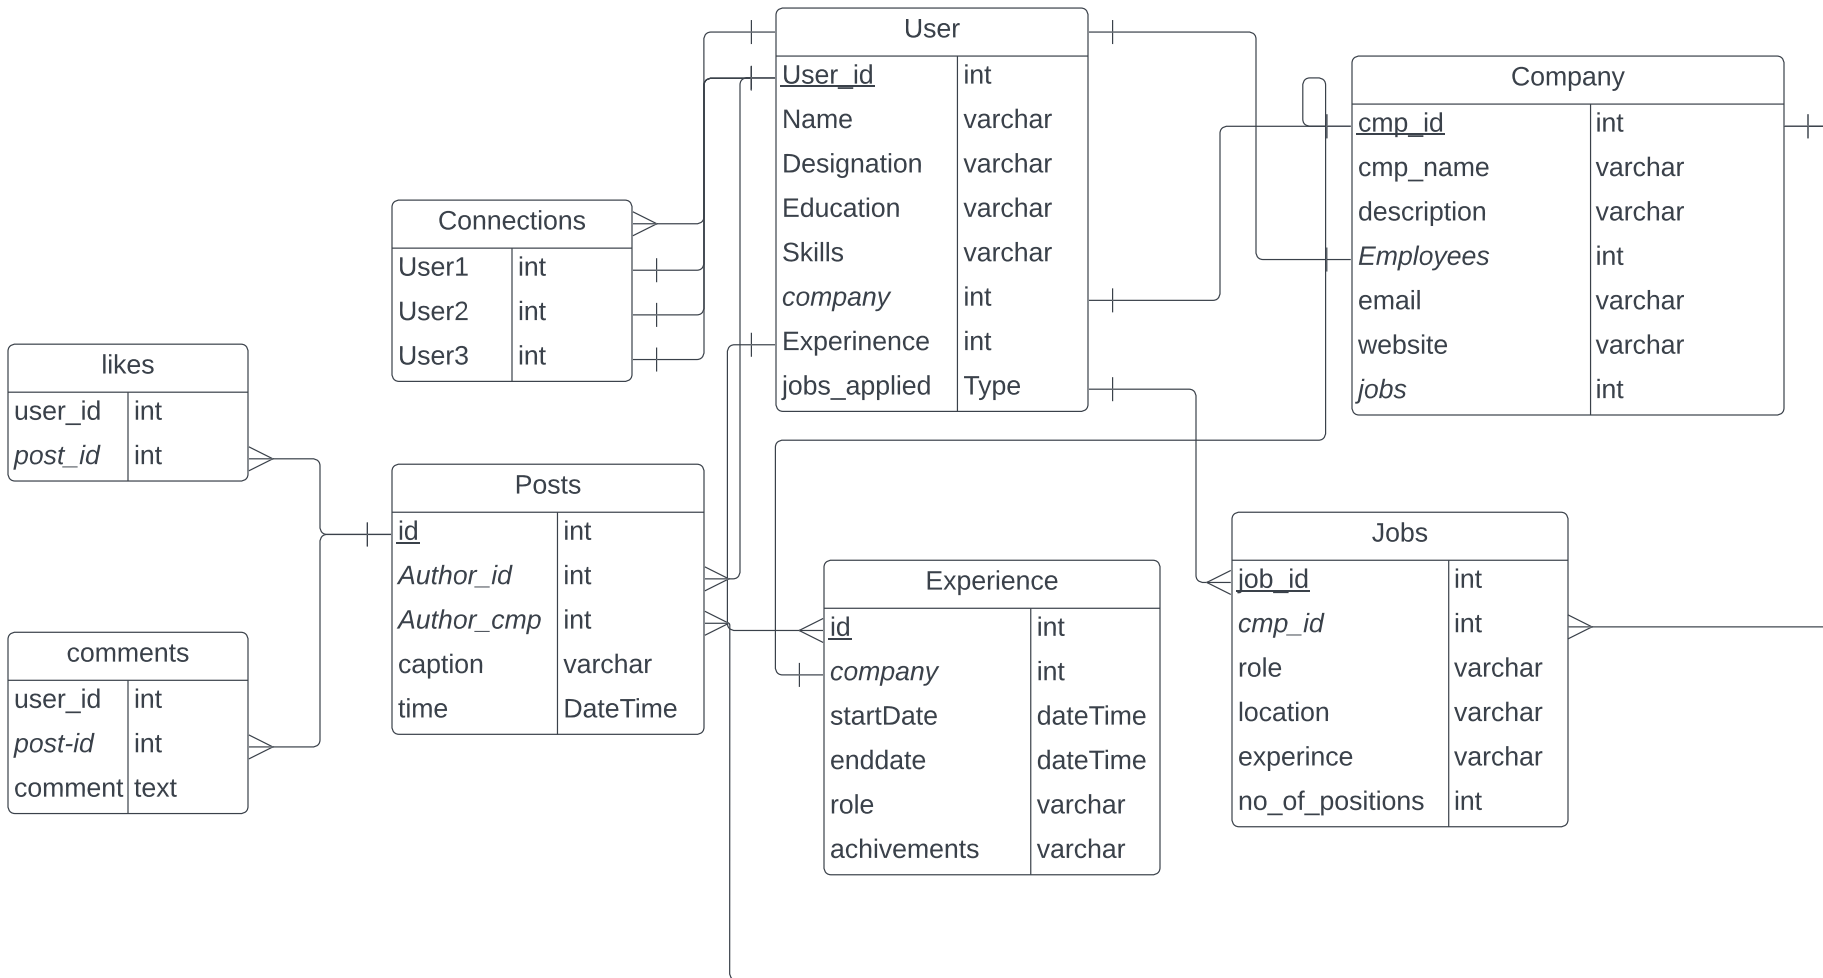 User
User_id int
Name varchar
Designation varchar
Education varchar
Skills varchar
company int
Experinence int
jobs_applied Type
Company
cmp_id int
cmp_name varchar
description varchar
Employees int
email varchar
website varchar
jobs int
Connections
User1 int
User2 int
User3 int
likes
user_id int
post_id int
Posts
id int
Author_id int
Author_cmp int
caption varchar
time DateTime
comments
user_id int
post-id int
comment text
Experience
id int
company int
startDate dateTime
enddate dateTime
role varchar
achivements varchar
Jobs
job_id int
cmp_id int
role varchar
location varchar
experince varchar
no_of_positions int